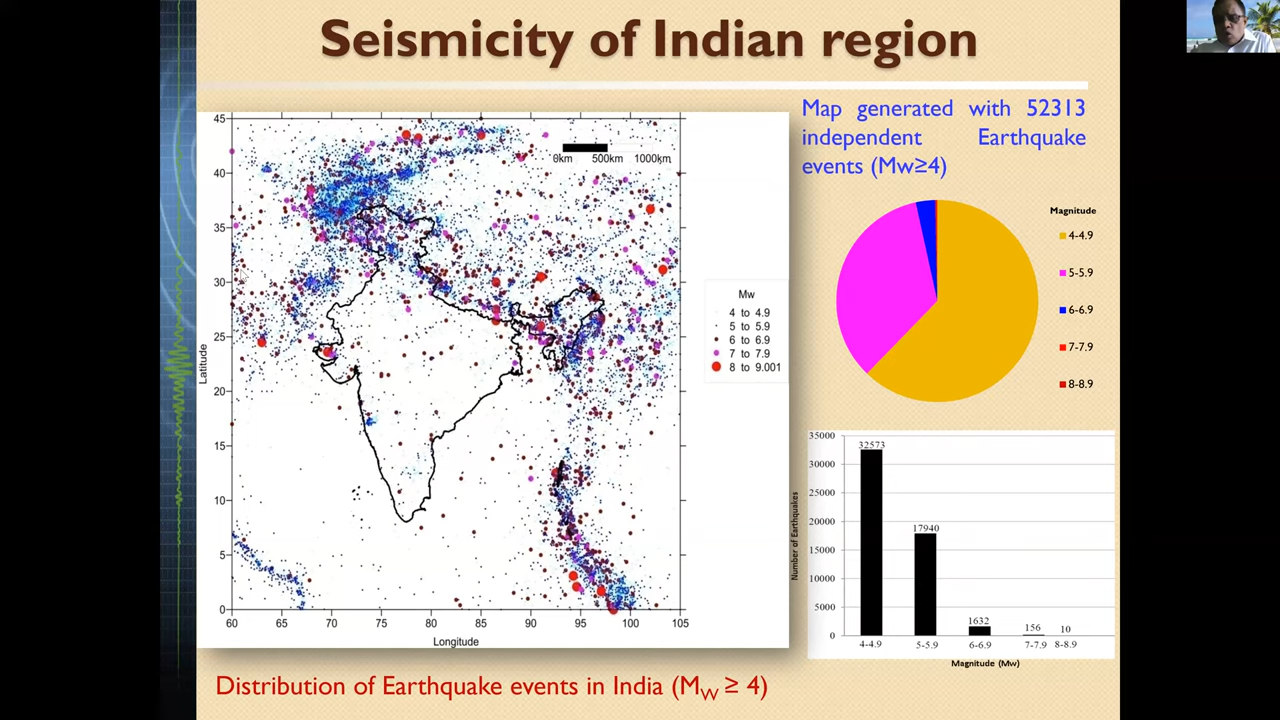 Seismicity of Indian region
Map generated with 52313
independent Earthquake
events (Mw≥4)
45
40
35
30
25
20
15
10
5
0
Latitude
0km 500km 1000km
60 65 70 75 80 85 90 95 100 105
Longitude
Mw
4 to 4.9
5 to 5.9
6 to 6.9
7 to 7.9
8 to 9.001
Magnitude
4-4.9
5-5.9
6-6.9
7-7.9
8-8.9
35000
30000
25000
20000
15000
10000
5000
0
Number of Earthquakes
32573
17940
1632
156
10
4-4.9 5-5.9 6-6.9 7-7.9 8-8.9
Magnitude (Mw)
Distribution of Earthquake events in India (MW ≥ 4)